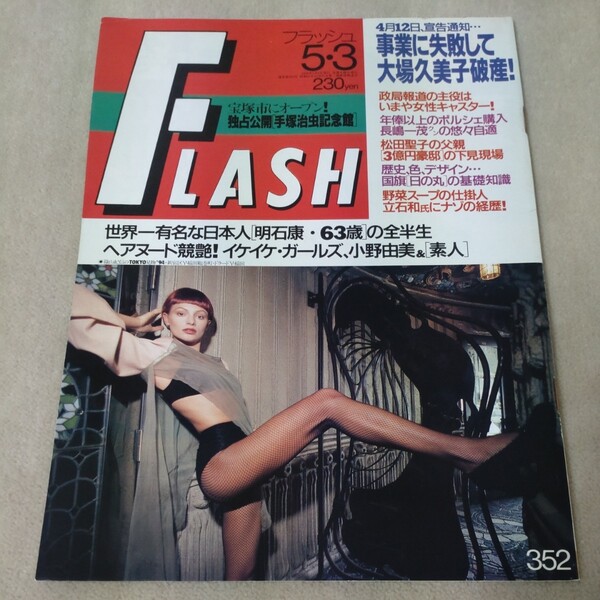 FLASH
フラッシュ
5・3
230yen
宝塚市にオープン!
独占公開[手塚治虫記念館]
4月12日、宣告通知…
事業に失敗して
大場久美子破産!
政局報道の主役は
いまや女性キャスター!
年俸以上のポルシェ購入
長嶋一茂の悠々自適
松田聖子の父親
[3億円豪邸]の下見現場
歴史、色、デザイン…
国旗[日の丸]の基礎知識
野菜スープの仕掛人
立石和氏にナゾの経歴!
世界一有名な日本人[明石康・63歳]の全半生
ヘアヌード競艶! イケイケ・ガールズ、小野由美&[素人]
352